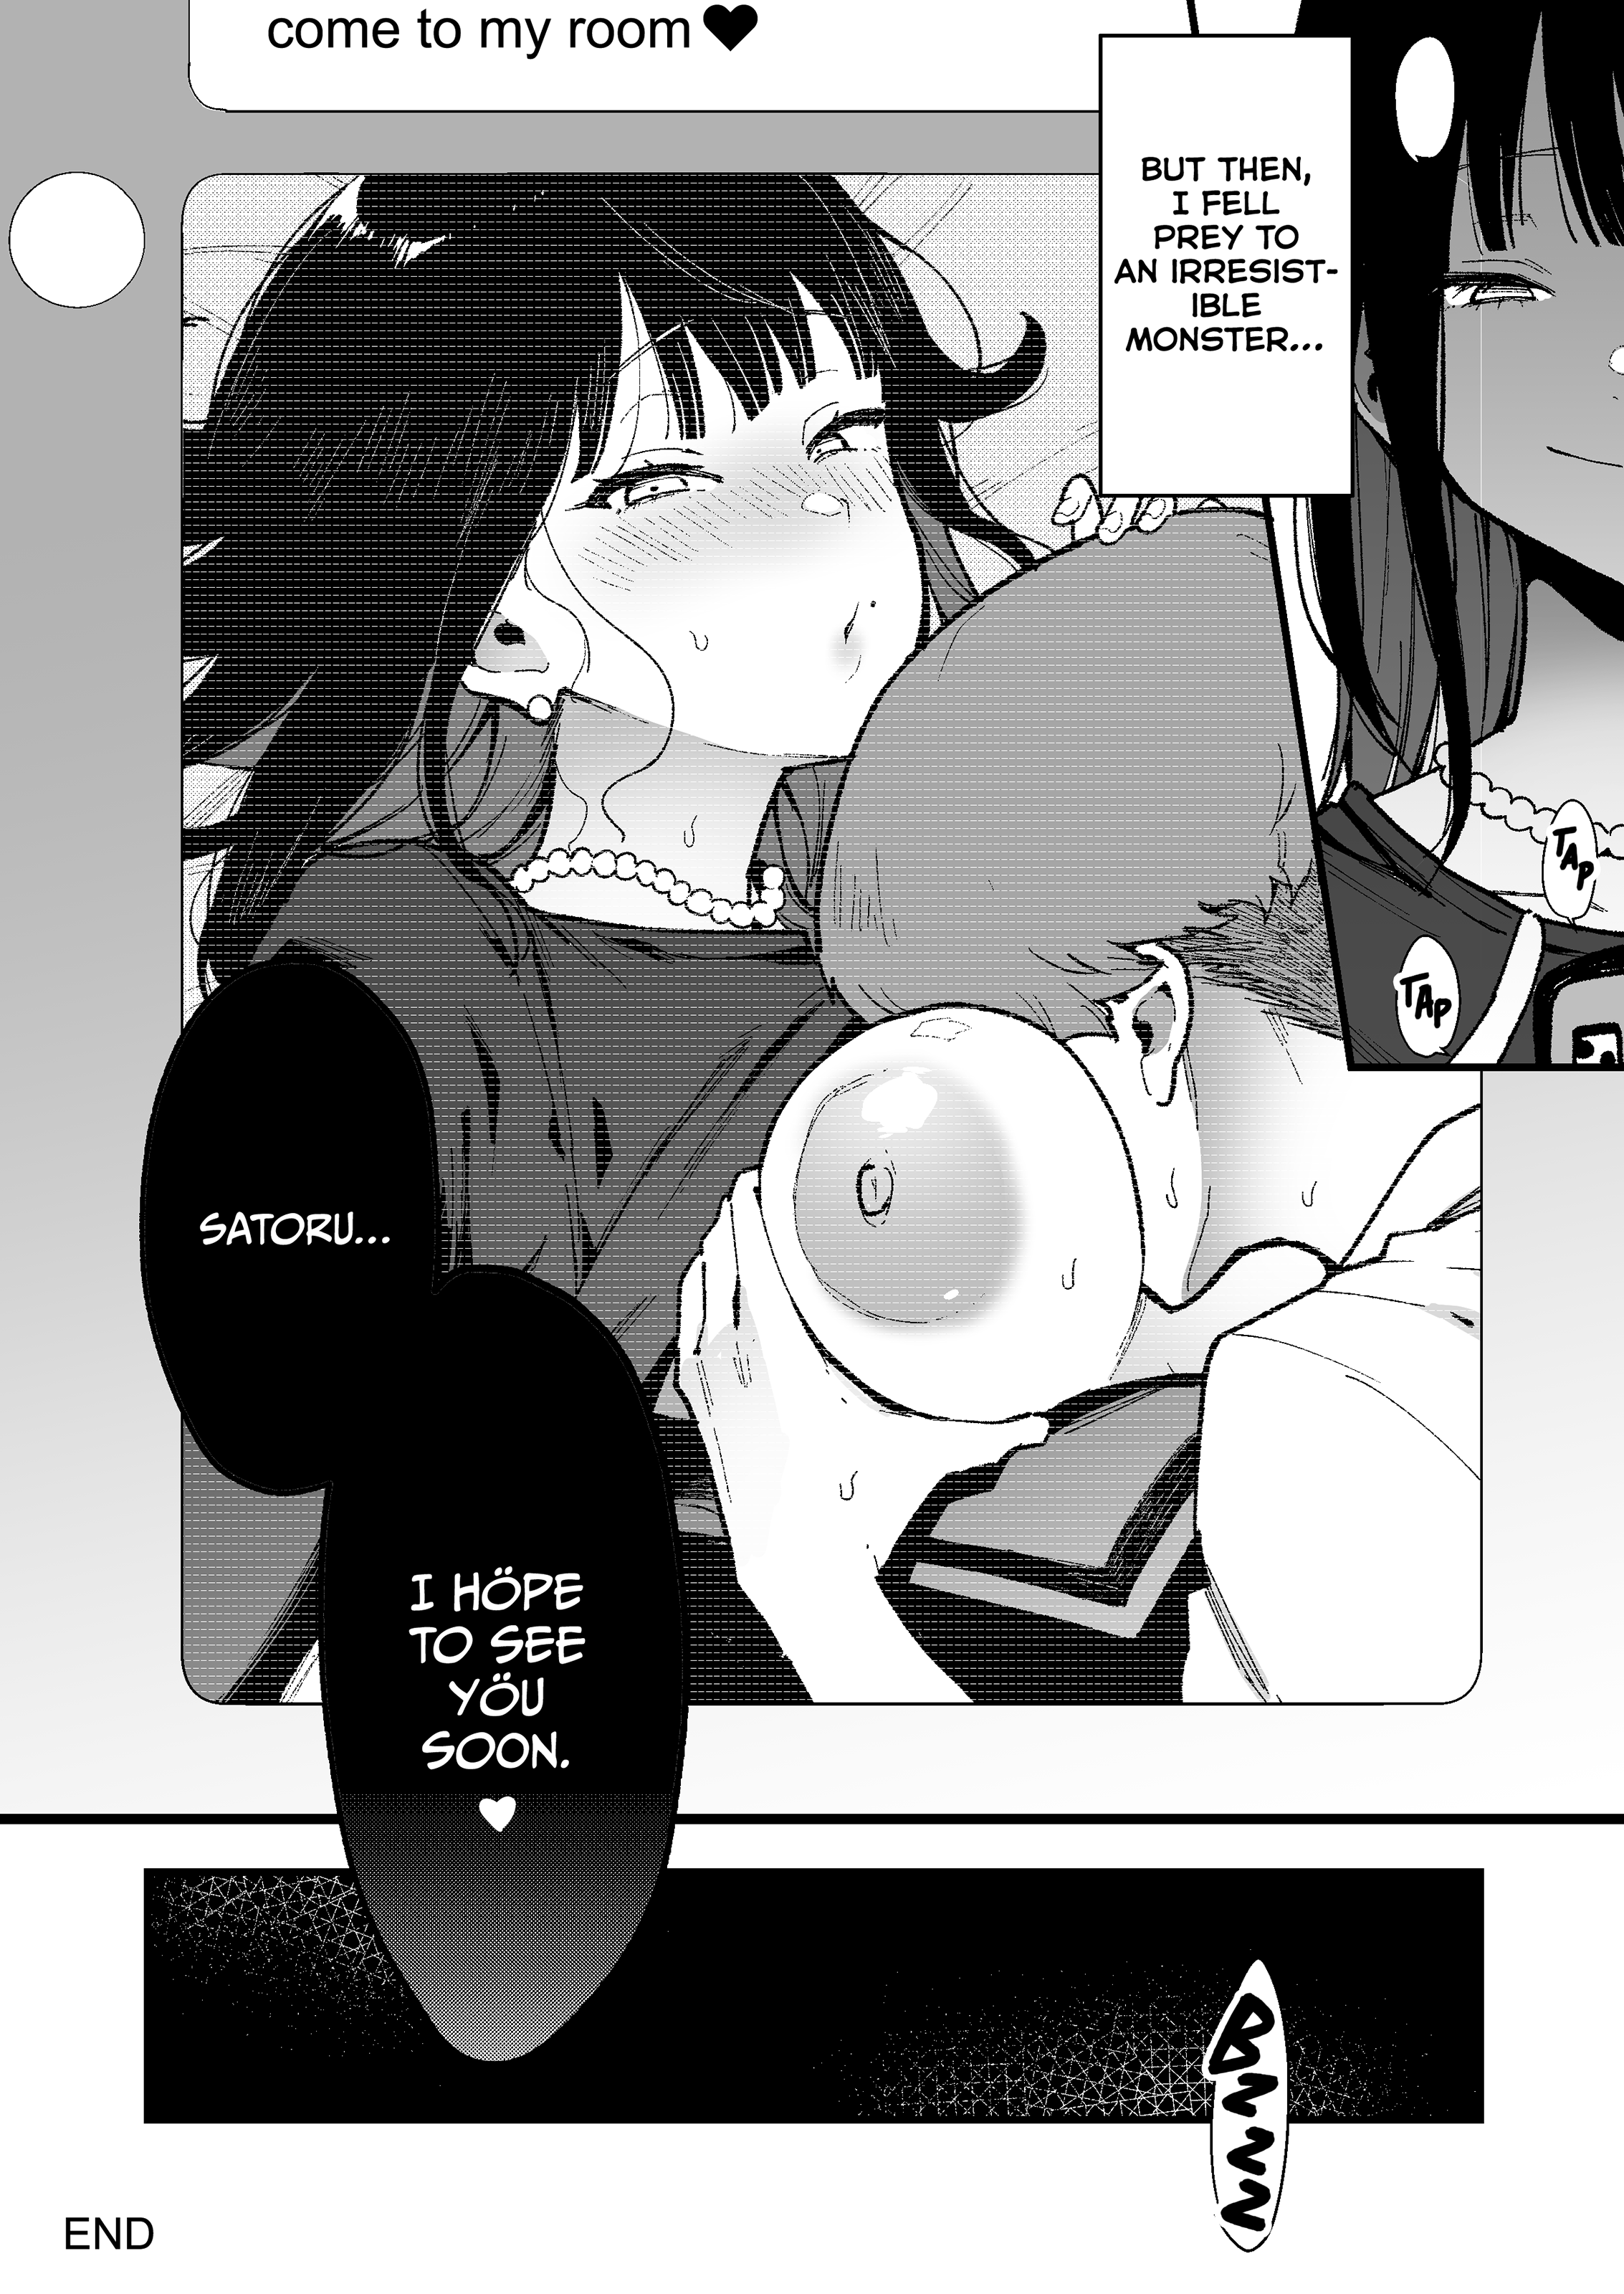 come to my room ♥
BUT THEN,
I FELL
PREY TO
AN IRRESIST-
IBLE
MONSTER...
TAP
TAP
SATORU...
I HÖPE
TO SEE
YÖU
SOON.
♥
BZZZ
END